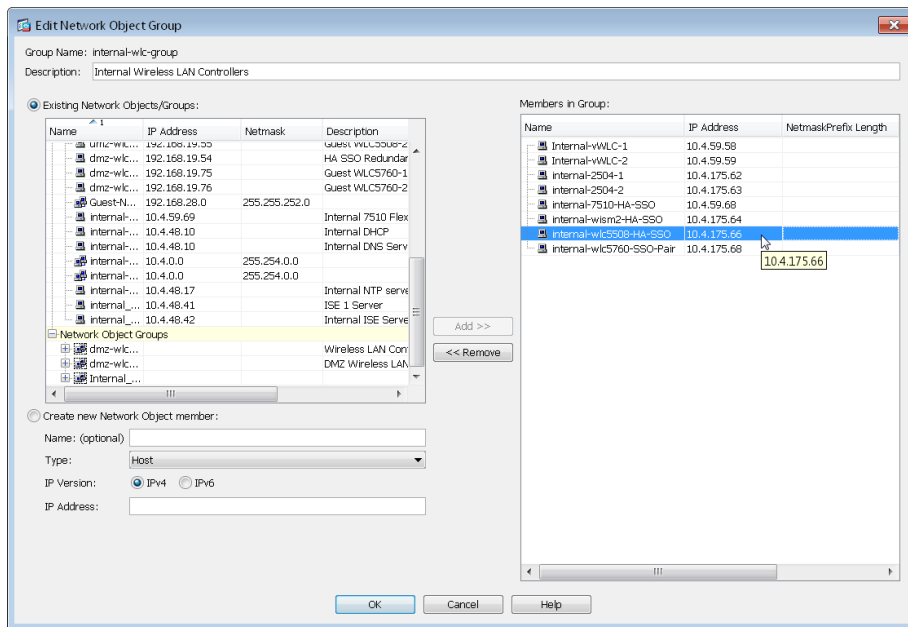 Edit Network Object Group
Group Name: internal-wlc-group
Description: Internal Wireless LAN Controllers
Existing Network Objects/Groups:
1
Name IP Address Netmask Description
dmz-wlc... 192.168.19.55 Guest WLC5508-2
dmz-wlc... 192.168.19.54 HA SSO Redundan
dmz-wlc... 192.168.19.75 Guest WLC5760-1
dmz-wlc... 192.168.19.76 Guest WLC5760-2
Guest-N... 192.168.28.0 255.255.252.0
internal-... 10.4.59.69 Internal 7510 Flex
internal-... 10.4.48.10 Internal DHCP
internal-... 10.4.48.10 Internal DNS Serv
internal-... 10.4.0.0 255.254.0.0
internal-... 10.4.0.0 255.254.0.0
internal_... 10.4.48.17 Internal NTP serve
internal_... 10.4.48.41 ISE 1 Server
internal_... 10.4.48.42 Internal ISE Serve
Network Object Groups
dmz-wlc... Wireless LAN Con
dmz-wlc... DMZ Wireless LAN
Internal_...
Add >>
<< Remove
Members in Group:
Name IP Address NetmaskPrefix Length
Internal-vWLC-1 10.4.59.58
Internal-vWLC-2 10.4.59.59
internal-2504-1 10.4.175.62
internal-2504-2 10.4.175.63
internal-7510-HA-SSO 10.4.59.68
internal-wism2-HA-SSO 10.4.175.64
internal-wlc5508-HA-SSO 10.4.175.66
internal-wlc5760-SSO-Pair 10.4.175.68
10.4.175.66
Create new Network Object member:
Name: (optional)
Type: Host
IP Version: IPv4 IPv6
IP Address:
OK Cancel Help